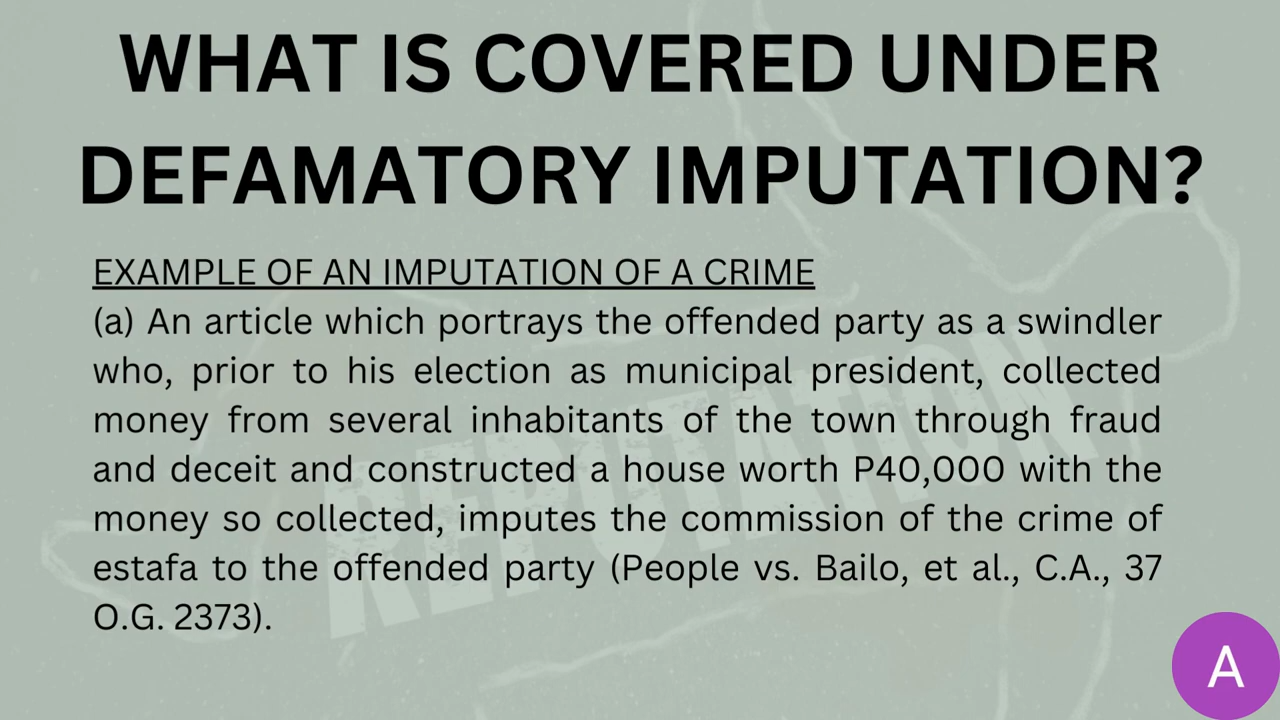 WHAT IS COVERED UNDER
DEFAMATORY IMPUTATION?
EXAMPLE OF AN IMPUTATION OF A CRIME
(a) An article which portrays the offended party as a swindler
who, prior to his election as municipal president, collected
money from several inhabitants of the town through fraud
and deceit and constructed a house worth P40,000 with the
money so collected, imputes the commission of the crime of
estafa to the offended party (People vs. Bailo, et al., C.A., 37
O.G. 2373).
REPUTATION
A